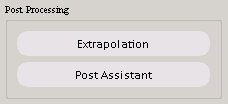 Post Processing
Extrapolation
Post Assistant